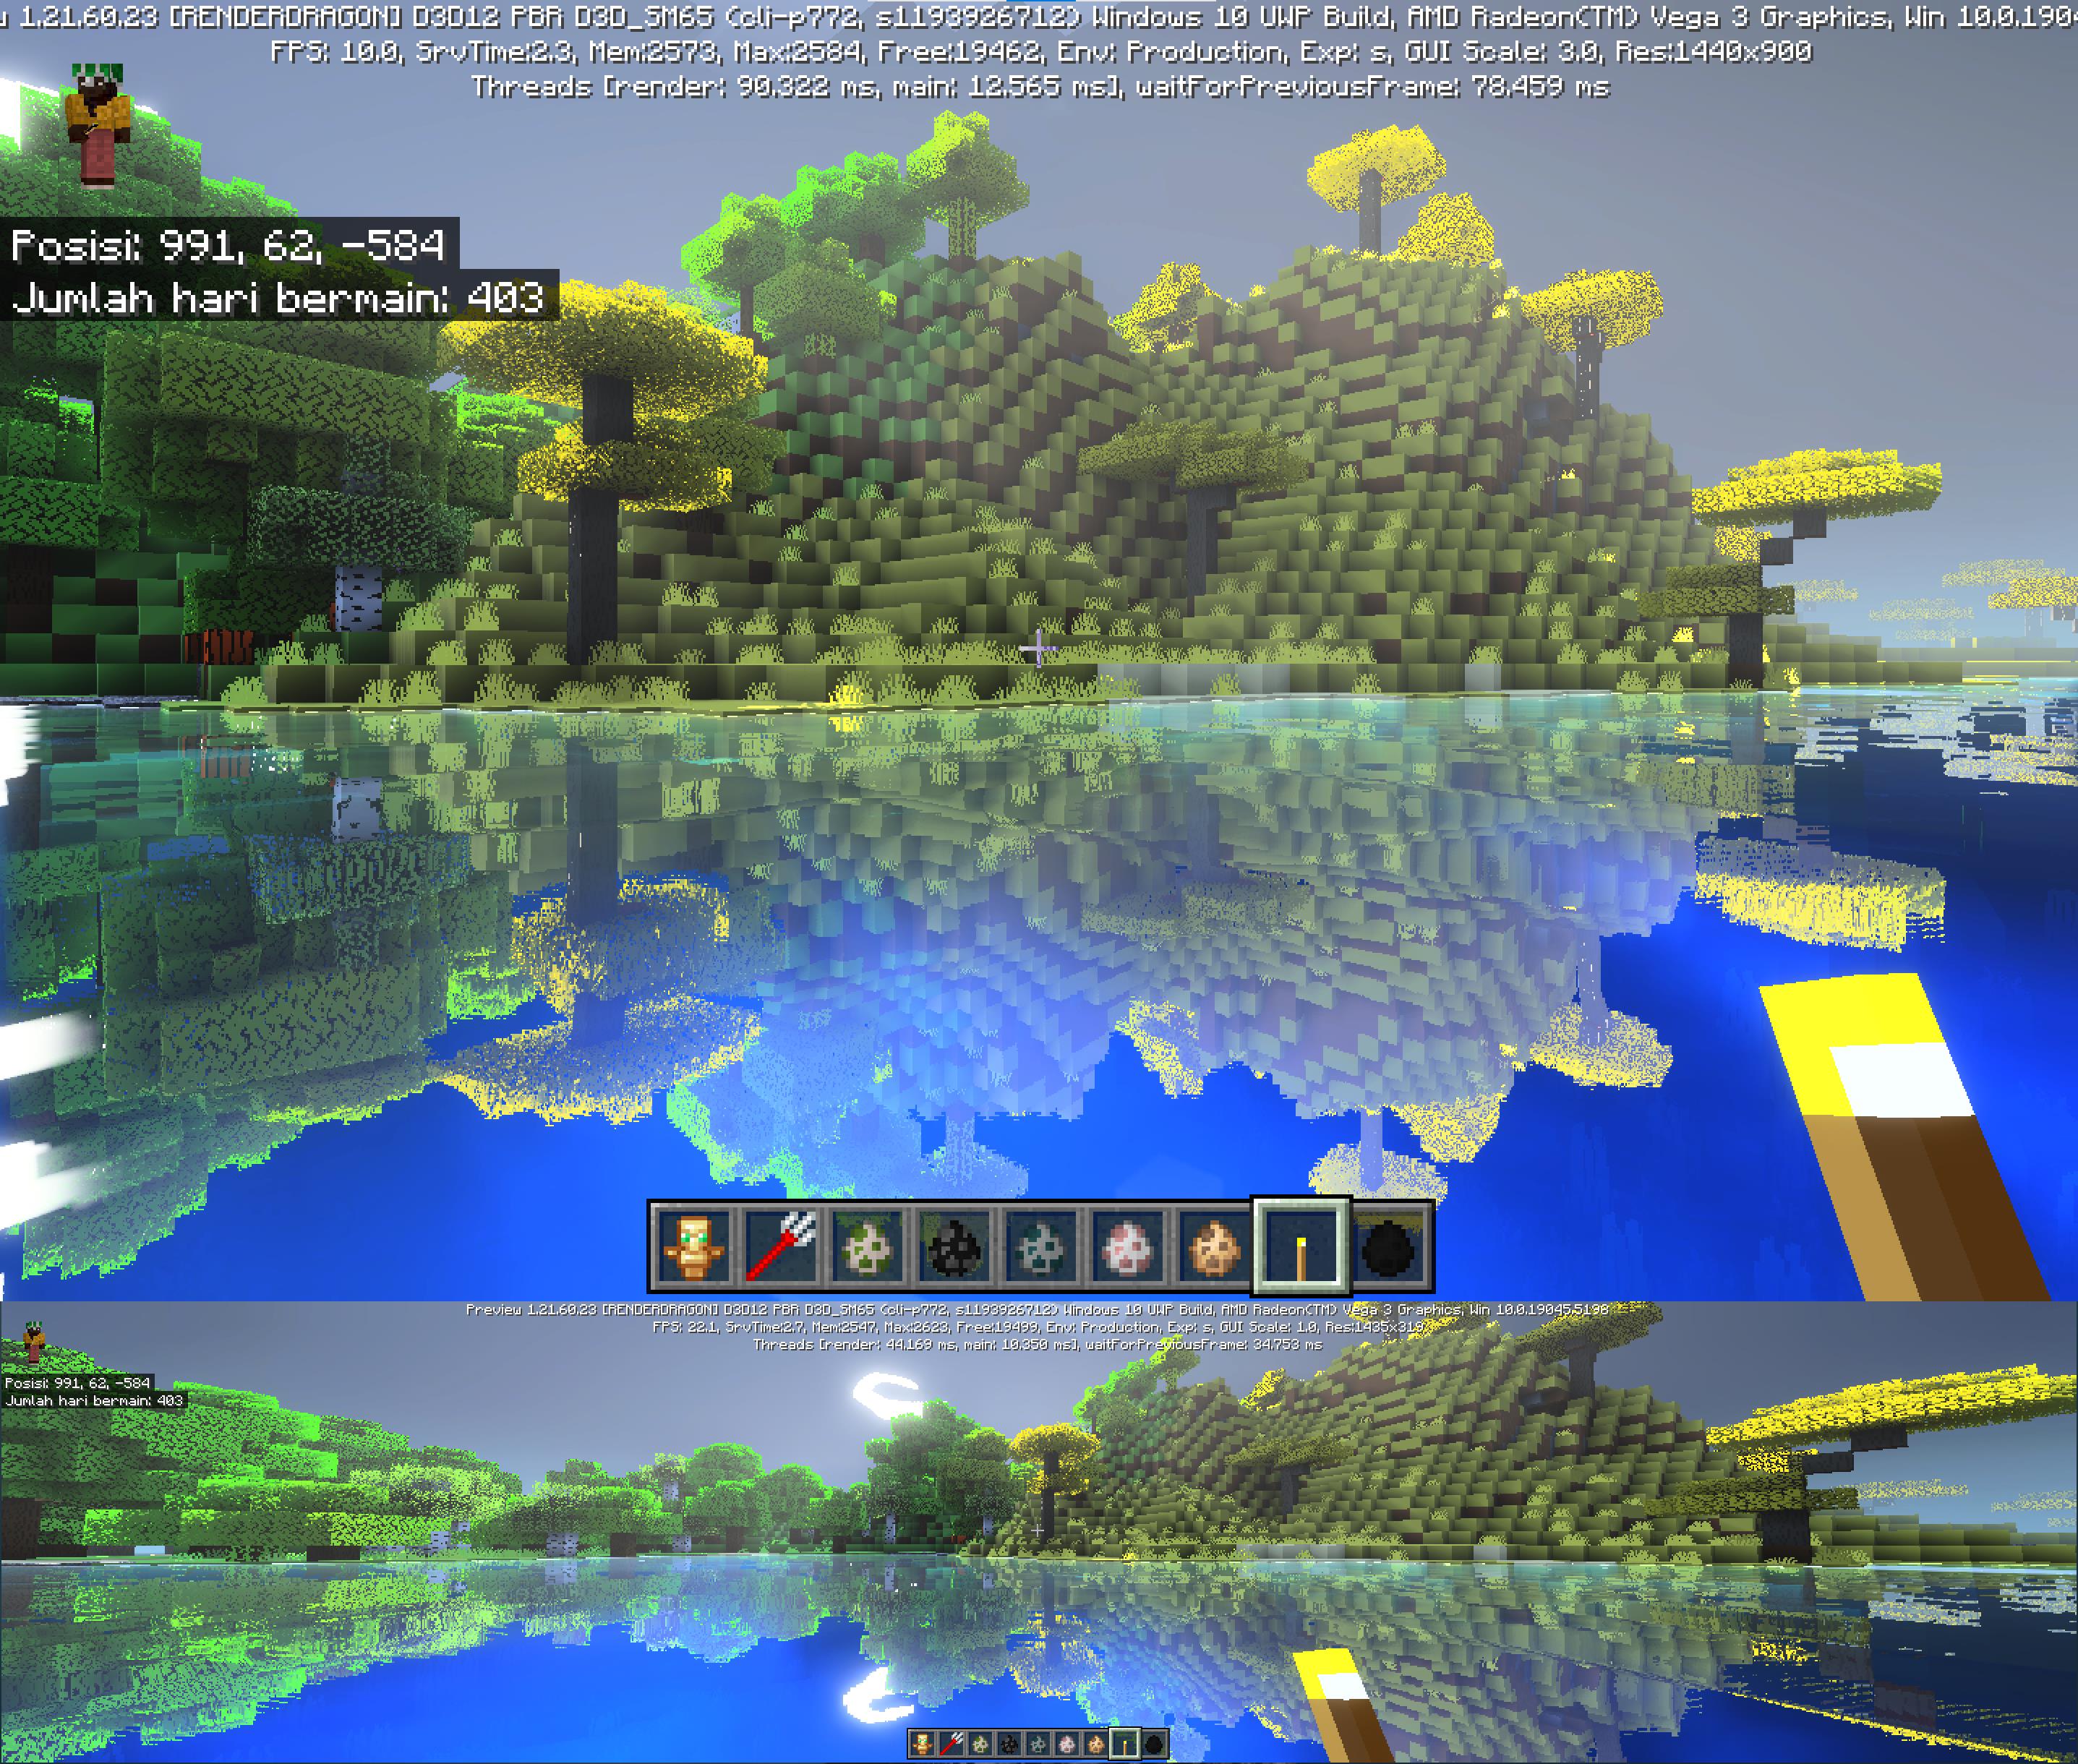 1.21.60.23 [RENDERDRAGON] D3D12 PBR D3D_SM65 (cli-p772, s1193926712) Windows 10 UWP Build, AMD Radeon(TM) Vega 3 Graphics, Win
FPS: 10.0, SrvTime:2.3, Mem:2573, Max:2584, Free:19462, Env: Production, Exp: s, GUI Scale: 3.0, Res:1440x900
Threads [render: 90.322 ms, main: 12.565 ms], waitForPreviousFrame: 78.459 ms
Posisi: 991, 62, -584
Jumlah hari bermain: 403
Preview 1.21.60.23 [RENDERDRAGON] D3D12 PBR D3D_SM65 (cli-p772, s1193926712) Windows 10 UWP Build, AMD Radeon(TM) Vega 3 Graphics, Win 10.0.19045.5198
FPS: 22.1, SrvTime:2.7, Mem:2547, Max:2623, Free:19499, Env: Production, Exp: s, GUI Scale: 1.0, Res:1435x319
Threads [render: 44.169 ms, main: 10.350 ms], waitForPreviousFrame: 34.753 ms
Posisi: 991, 62, -584
Jumlah hari bermain: 403